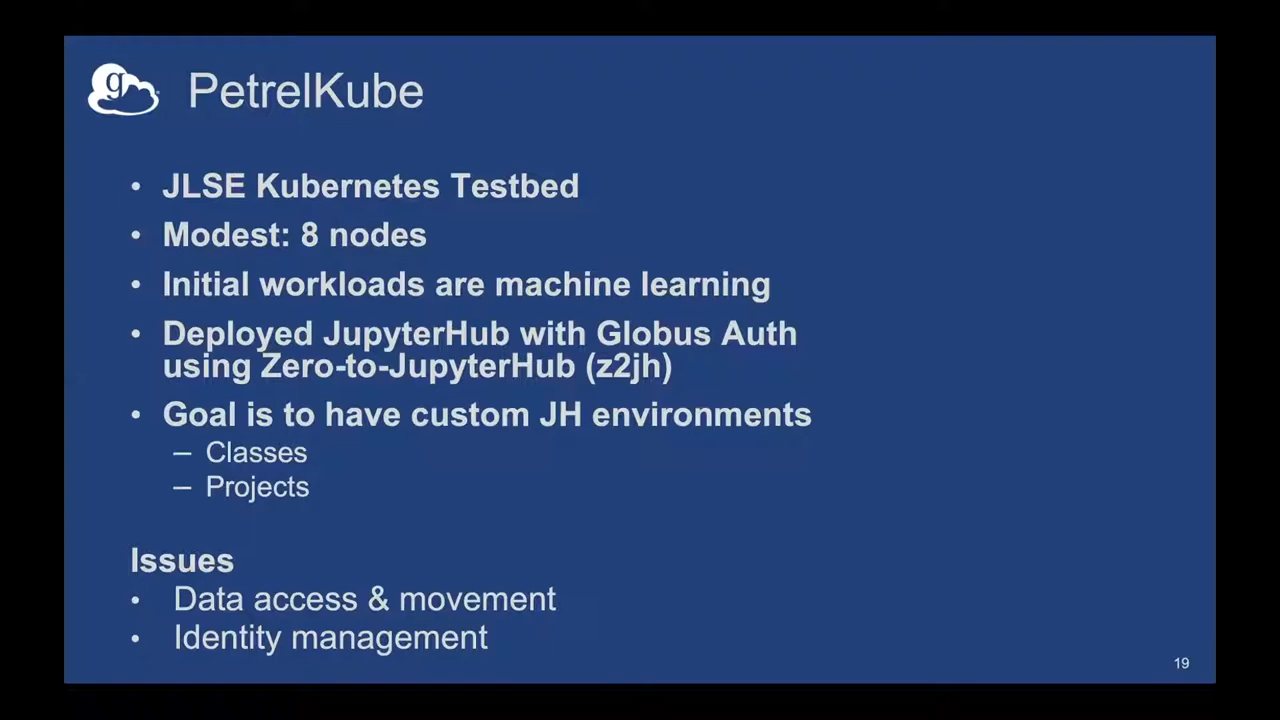 g
PetrelKube
• JLSE Kubernetes Testbed
• Modest: 8 nodes
• Initial workloads are machine learning
• Deployed JupyterHub with Globus Auth
using Zero-to-JupyterHub (z2jh)
• Goal is to have custom JH environments
– Classes
– Projects
Issues
• Data access & movement
• Identity management
19